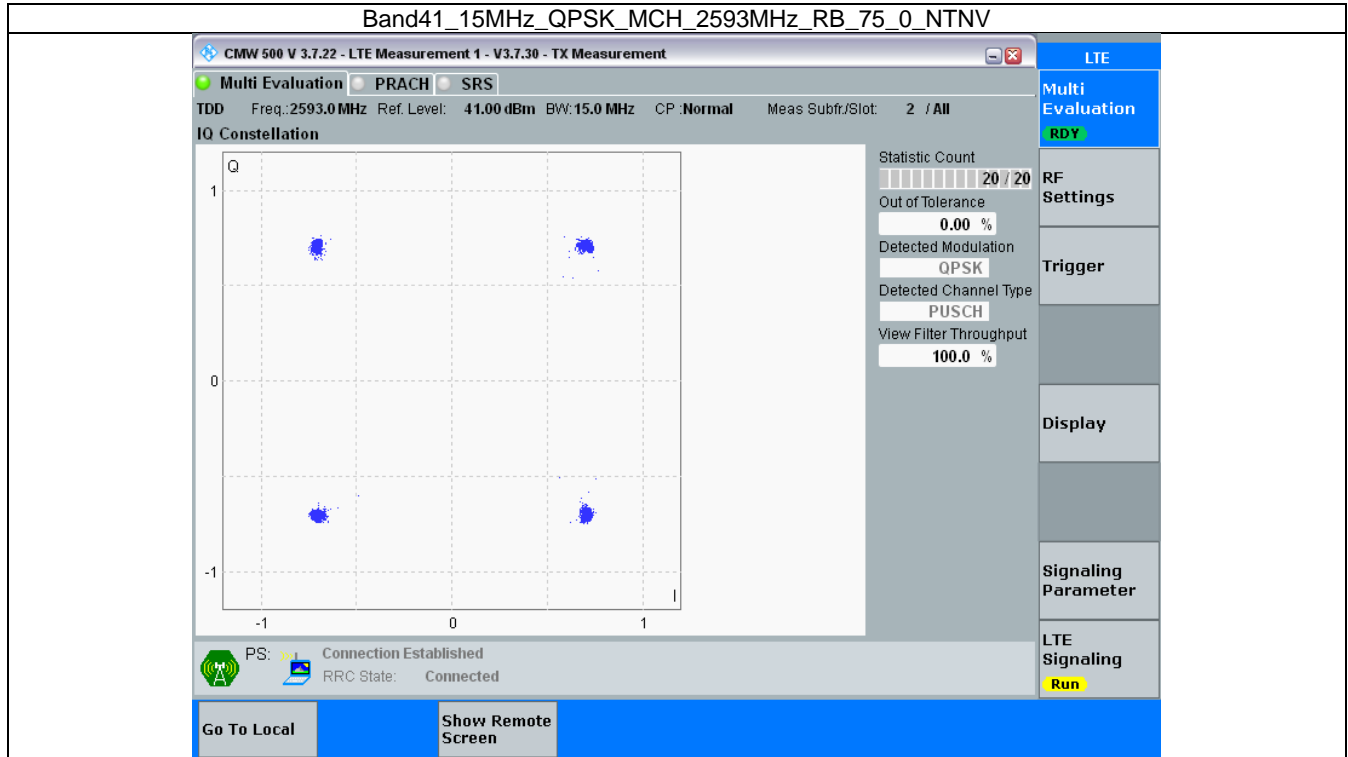 Band41_15MHz_QPSK_MCH_2593MHz_RB_75_0_NTNV
CMW 500 V 3.7.22 - LTE Measurement 1 - V3.7.30 - TX Measurement
LTE
Multi Evaluation PRACH SRS
Multi
Evaluation
RDY
TDD Freq.:2593.0 MHz Ref. Level: 41.00 dBm BW:15.0 MHz CP :Normal Meas Subfr./Slot: 2 / All
IQ Constellation
Q
1
0
-1
I
-1 0 1
Statistic Count
20 / 20
Out of Tolerance
0.00 %
Detected Modulation
QPSK
Detected Channel Type
PUSCH
View Filter Throughput
100.0 %
RF
Settings
Trigger
Display
Signaling
Parameter
LTE
Signaling
Run
PS: Connection Established
RRC State: Connected
Go To Local
Show Remote
Screen